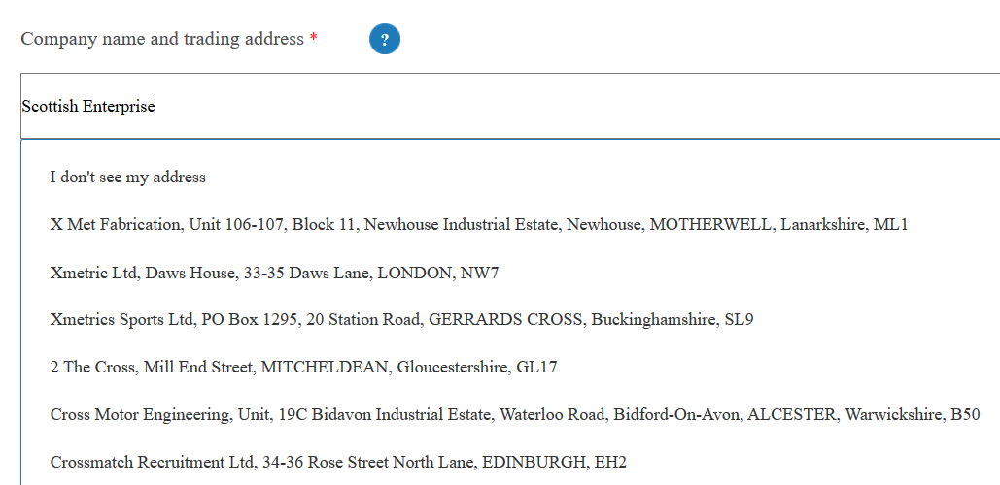 Company name and trading address * ?
Scottish Enterprise
I don't see my address
X Met Fabrication, Unit 106-107, Block 11, Newhouse Industrial Estate, Newhouse, MOTHERWELL, Lanarkshire, ML1
Xmetric Ltd, Daws House, 33-35 Daws Lane, LONDON, NW7
Xmetrics Sports Ltd, PO Box 1295, 20 Station Road, GERRARDS CROSS, Buckinghamshire, SL9
2 The Cross, Mill End Street, MITCHELDEAN, Gloucestershire, GL17
Cross Motor Engineering, Unit, 19C Bidavon Industrial Estate, Waterloo Road, Bidford-On-Avon, ALCESTER, Warwickshire, B50
Crossmatch Recruitment Ltd, 34-36 Rose Street North Lane, EDINBURGH, EH2